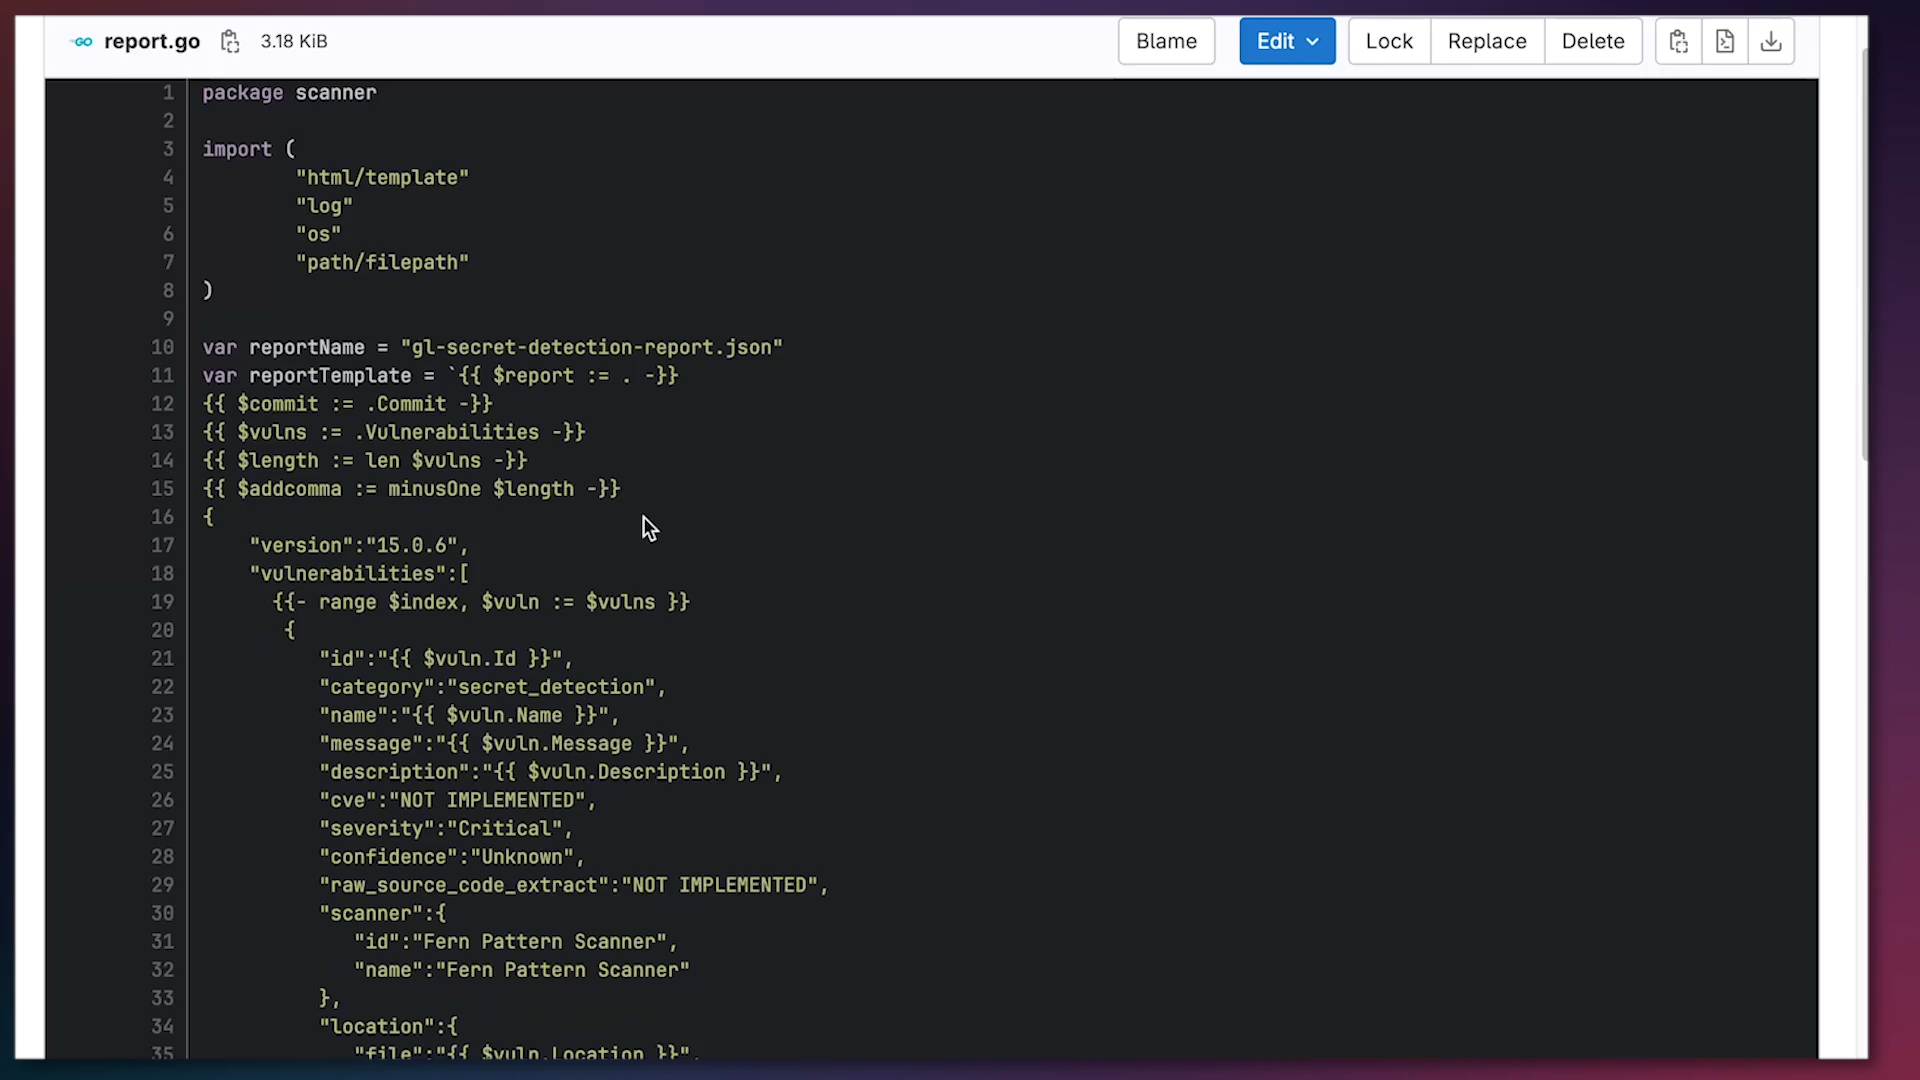 report.go 3.18 KiB Blame Edit Lock Replace Delete
1 package scanner
2
3 import (
4 "html/template"
5 "log"
6 "os"
7 "path/filepath"
8 )
9
10 var reportName = "gl-secret-detection-report.json"
11 var reportTemplate = `{{ $report := . -}}
12 {{ $commit := .Commit -}}
13 {{ $vulns := .Vulnerabilities -}}
14 {{ $length := len $vulns -}}
15 {{ $addcomma := minusOne $length -}}
16 {
17 "version":"15.0.6",
18 "vulnerabilities":[
19 {{- range $index, $vuln := $vulns }}
20 {
21 "id":"{{ $vuln.Id }}",
22 "category":"secret_detection",
23 "name":"{{ $vuln.Name }}",
24 "message":"{{ $vuln.Message }}",
25 "description":"{{ $vuln.Description }}",
26 "cve":"NOT IMPLEMENTED",
27 "severity":"Critical",
28 "confidence":"Unknown",
29 "raw_source_code_extract":"NOT IMPLEMENTED",
30 "scanner":{
31 "id":"Fern Pattern Scanner",
32 "name":"Fern Pattern Scanner"
33 },
34 "location":{
35 "file":"{{ $vuln.Location }}",